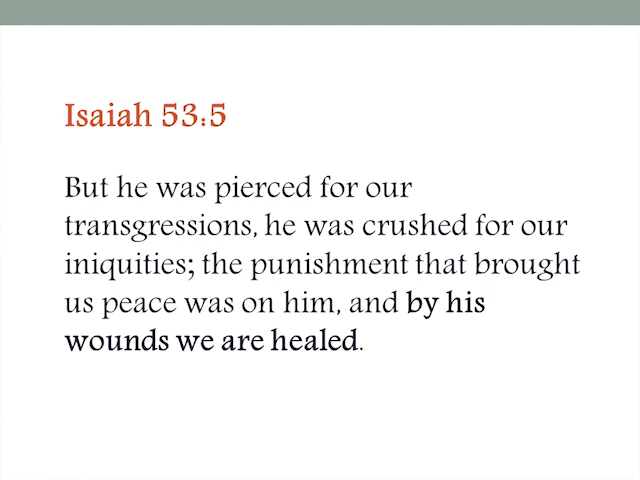 Isaiah 53:5
But he was pierced for our
transgressions, he was crushed for our
iniquities; the punishment that brought
us peace was on him, and by his
wounds we are healed.